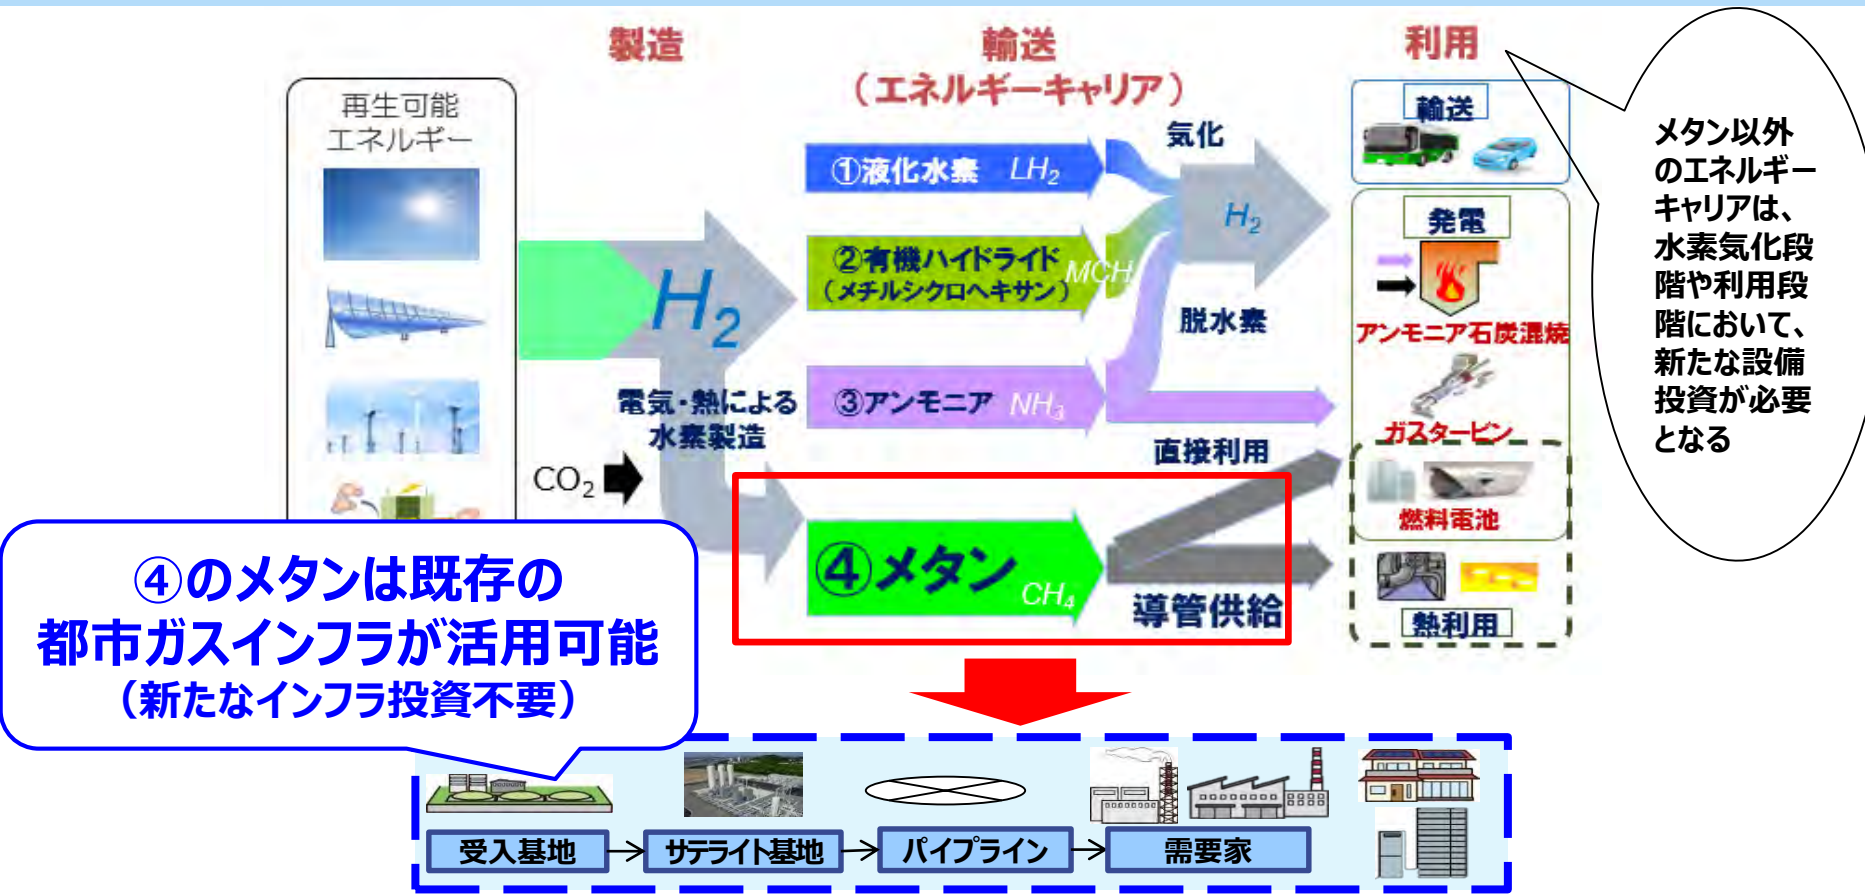 製造
輸送
（エネルギーキャリア）
利用
再生可能
エネルギー
H2
電気・熱による
水素製造
CO2
①液化水素 LH2
②有機ハイドライド
（メチルシクロヘキサン）
MCH
③アンモニア NH3
④メタン CH4
気化
H2
脱水素
直接利用
導管供給
輸送
発電
アンモニア石炭混焼
ガスタービン
燃料電池
熱利用
メタン以外
のエネルギー
キャリアは、
水素気化段
階や利用段
階において、
新たな設備
投資が必要
となる
④のメタンは既存の
都市ガスインフラが活用可能
（新たなインフラ投資不要）
受入基地
サテライト基地
パイプライン
需要家